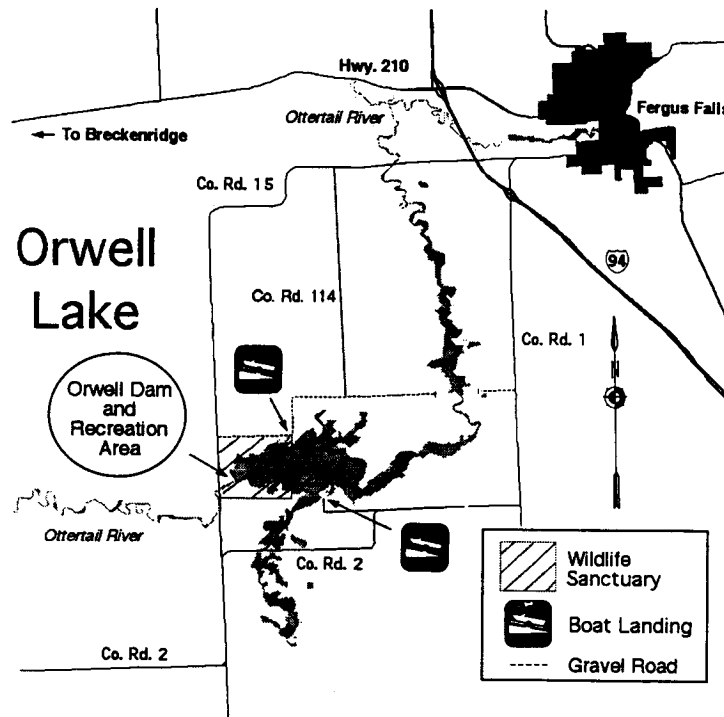 Hwy. 210
Ottertail River
Fergus Falls
← To Breckenridge
Co. Rd. 15
Orwell
Lake
94
Co. Rd. 114
Co. Rd. 1
N
Orwell Dam
and
Recreation
Area
Ottertail River
Co. Rd. 2
Co. Rd. 2
Wildlife
Sanctuary
Boat Landing
Gravel Road